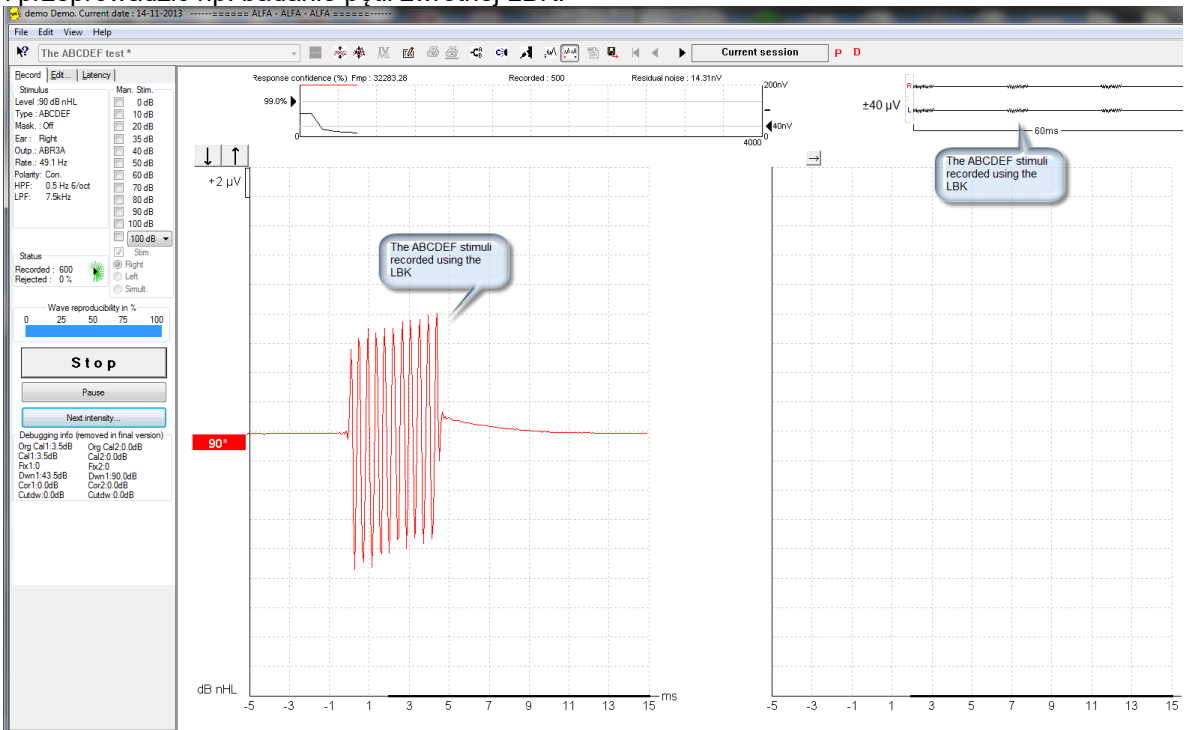 i przeprowadzić np. badanie pętli zwrotnej LBK.
demo Demo. Current date : 14-11-2013 ------====== ALFA - ALFA - ALFA ======------
File Edit View Help
The ABCDEF test * Current session P D
Record Edit... Latency
Stimulus
Level :90 dB nHL
Type : ABCDEF
Mask. : Off
Ear : Right
Outp.: ABR3A
Rate.: 49.1 Hz
Polarity: Con.
HPF: 0.5 Hz 6/oct
LPF: 7.5kHz
Man. Stim.
0 dB
10 dB
20 dB
35 dB
40 dB
50 dB
60 dB
70 dB
80 dB
90 dB
100 dB
100 dB
Stim.
Right
Left
Simult.
Status
Recorded : 600
Rejected : 0 %
Wave reproducibility in %
0 25 50 75 100
Stop
Pause
Next intensity...
Debugging info (removed in final version)
Org Cal1:3.5dB Org Cal2:0.0dB
Cal1:3.5dB Cal2:0.0dB
Fix1:0 Fix2:0
Dwn1:43.5dB Dwn1:90.0dB
Cor1:0.0dB Cor2:0.0dB
Cutdw:0.0dB Cutdw:0.0dB
Response confidence (%) Fmp : 32283.28 Recorded : 500 Residual noise : 14.31nV
99.0%
0
200nV
40nV
4000
↓ ↑
+2 µV
The ABCDEF stimuli
recorded using the
LBK
90*
dB nHL
ms
-5 -3 -1 1 3 5 7 9 11 13 15
±40 µV
R
L
60ms
→
The ABCDEF stimuli
recorded using the
LBK
-5 -3 -1 1 3 5 7 9 11 13 15